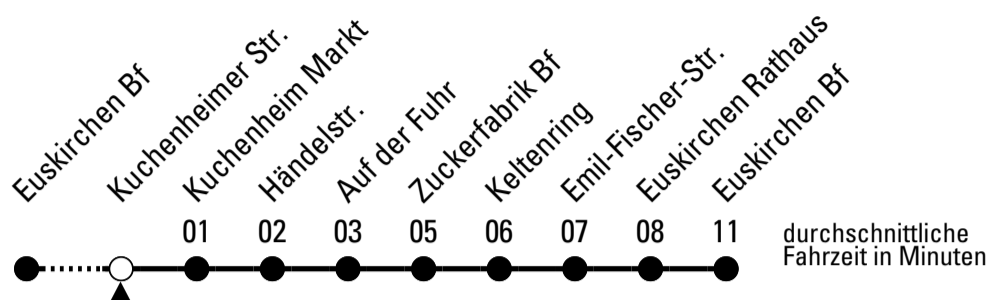 Euskirchen Bf
Kuchenheimer Str.
Kuchenheim Markt
Händelstr.
Auf der Fuhr
Zuckerfabrik Bf
Keltenring
Emil-Fischer-Str.
Euskirchen Rathaus
Euskirchen Bf
01 02 03 05 06 07 08 11
durchschnittliche
Fahrzeit in Minuten